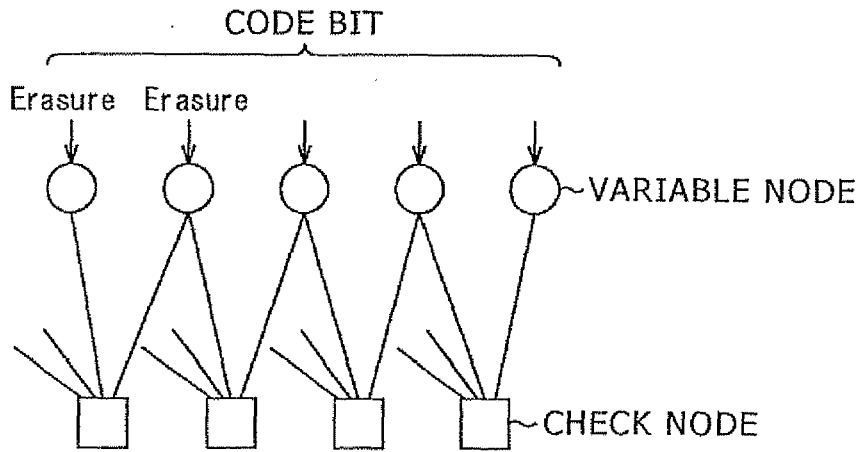 CODE BIT
Erasure Erasure
VARIABLE NODE
CHECK NODE